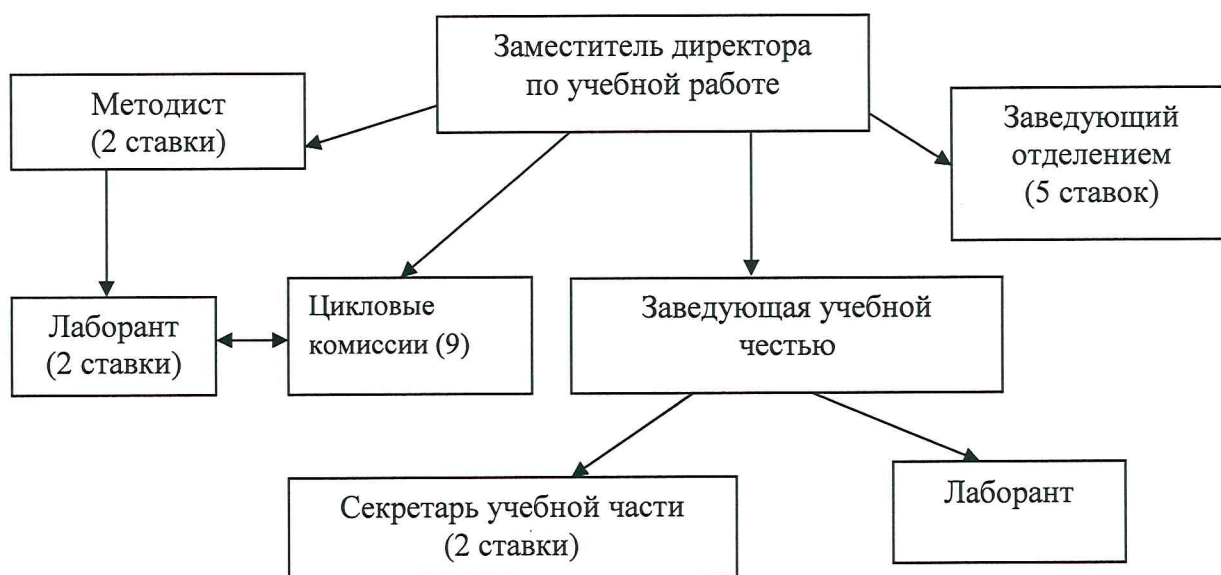 Заместитель директора
по учебной работе
Методист
(2 ставки)
Заведующий
отделением
(5 ставок)
Лаборант
(2 ставки)
Цикловые
комиссии (9)
Заведующая учебной
честью
Секретарь учебной части
(2 ставки)
Лаборант